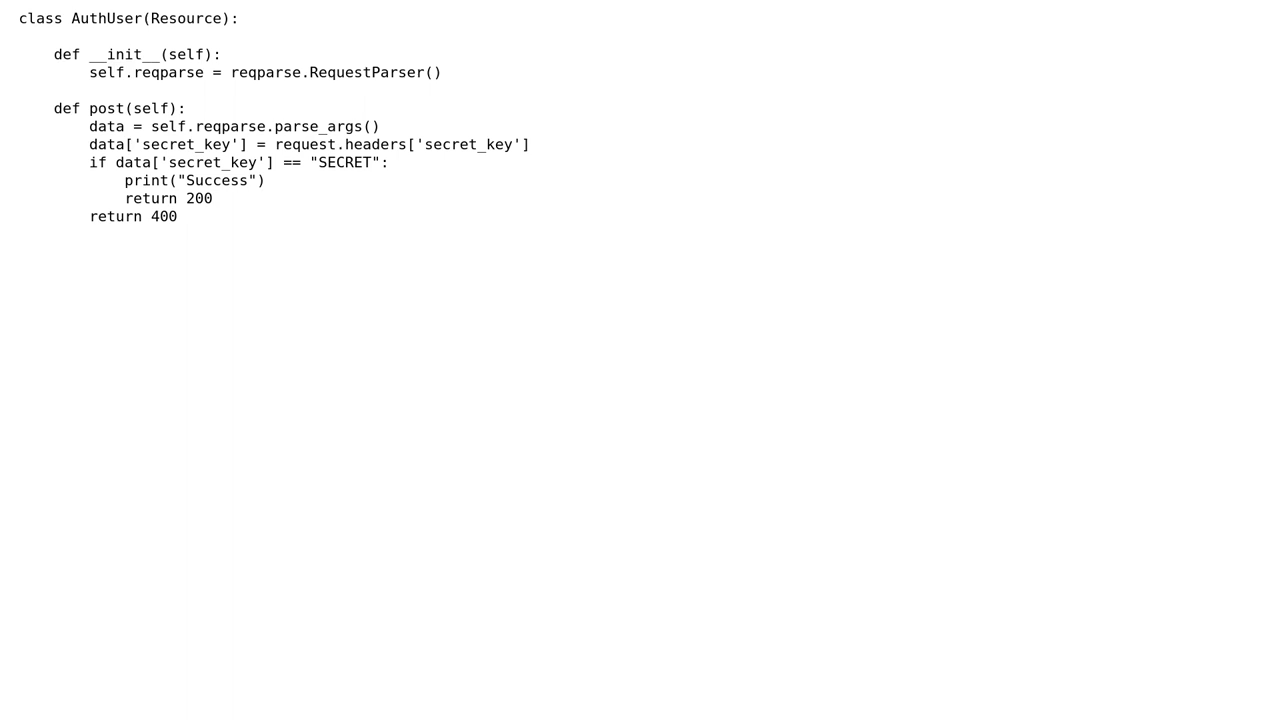 class AuthUser(Resource):
    def __init__(self):
        self.reqparse = reqparse.RequestParser()
    def post(self):
        data = self.reqparse.parse_args()
        data['secret_key'] = request.headers['secret_key']
        if data['secret_key'] == "SECRET":
            print("Success")
            return 200
        return 400